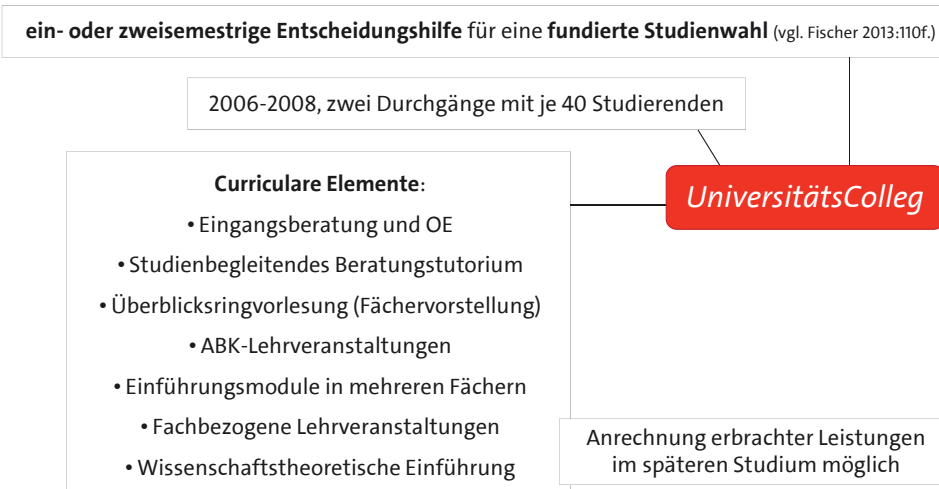 ein- oder zweisemestrige Entscheidungshilfe für eine fundierte Studienwahl (vgl. Fischer 2013:110f.)
2006-2008, zwei Durchgänge mit je 40 Studierenden
UniversitätsColleg
Curriculare Elemente:
• Eingangsberatung und OE
• Studienbegleitendes Beratungstutorium
• Überblicksringvorlesung (Fächervorstellung)
• ABK-Lehrveranstaltungen
• Einführungsmodule in mehreren Fächern
• Fachbezogene Lehrveranstaltungen
• Wissenschaftstheoretische Einführung
Anrechnung erbrachter Leistungen
im späteren Studium möglich